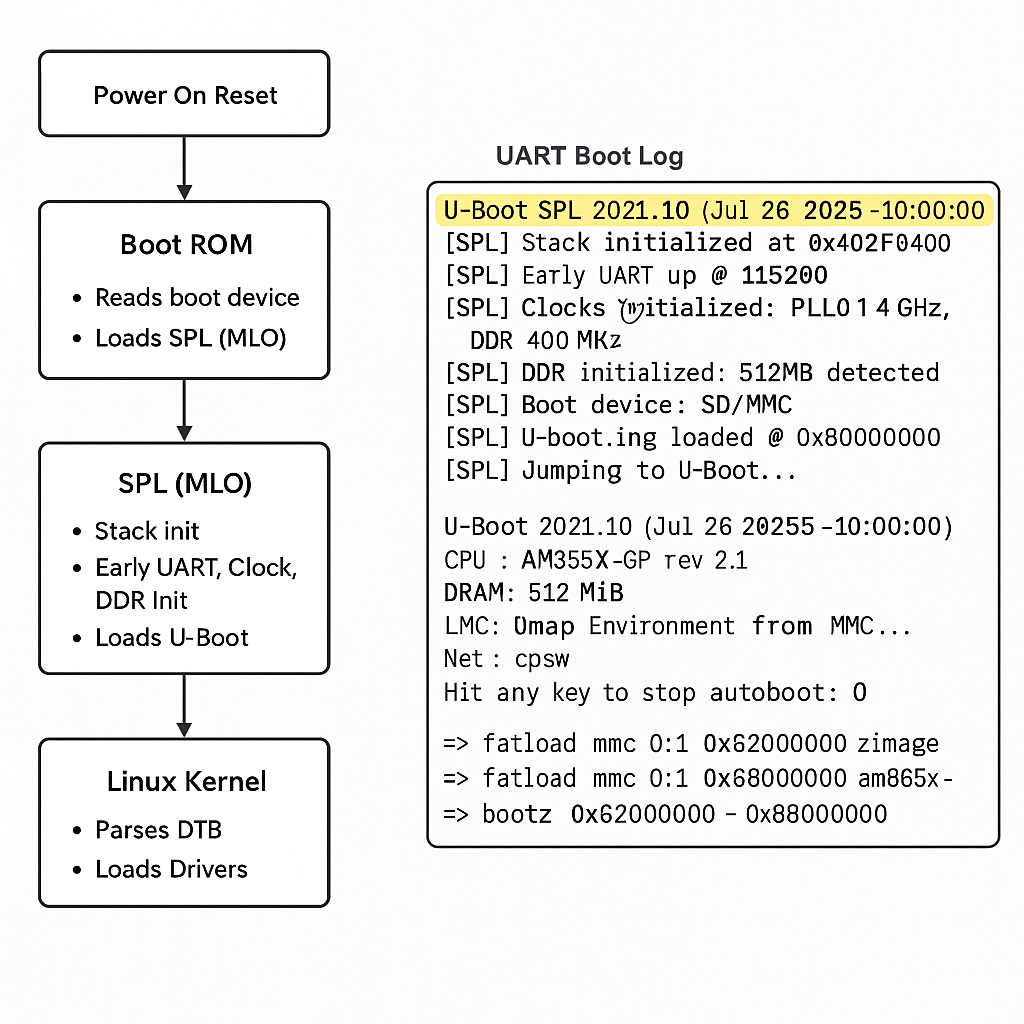 Power On Reset
Boot ROM
• Reads boot device
• Loads SPL (MLO)
SPL (MLO)
• Stack init
• Early UART, Clock,
DDR Init
• Loads U-Boot
Linux Kernel
• Parses DTB
• Loads Drivers
UART Boot Log
U-Boot SPL 2021.10 (Jul 26 2025 -10:00:00
[SPL] Stack initialized at 0x402F0400
[SPL] Early UART up @ 115200
[SPL] Clocks PLL0 1 4 GHz,
DDR 400 MKz
[SPL] DDR initialized: 512MB detected
[SPL] Boot device: SD/MMC
[SPL] U-boot.ing loaded @ 0x80000000
[SPL] Jumping to U-Boot...
U-Boot 2021.10 (Jul 26 20255 -10:00:00)
CPU : AM355X-GP rev 2.1
DRAM: 512 MiB
LMC: 0map Environment from MMC...
Net : cpsw
Hit any key to stop autoboot: 0
=> fatload mmc 0:1 0x62000000 zimage
=> fatload mmc 0:1 0x68000000 am865x-
=> bootz 0x62000000 - 0x88000000